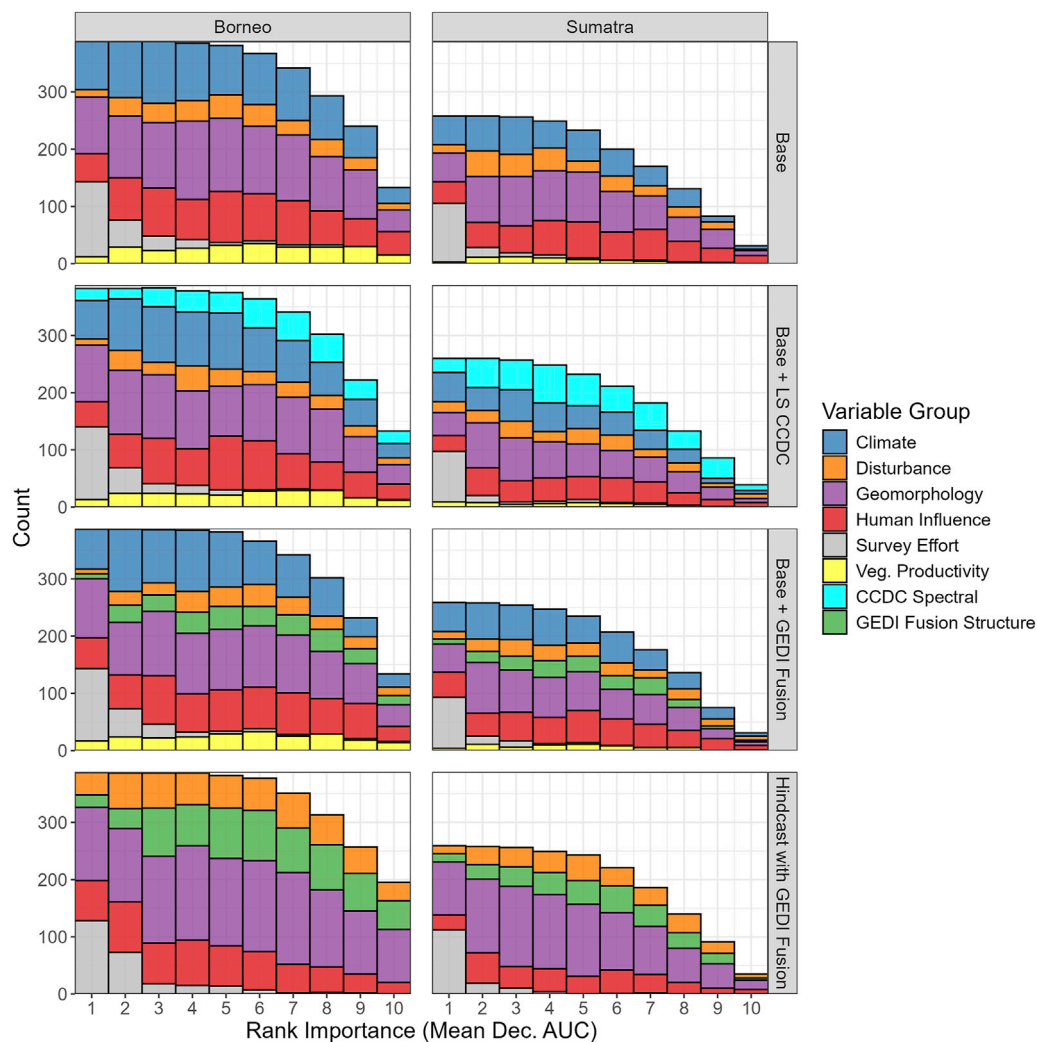 Borneo
Sumatra
300
200
100
0
Base
300
200
100
0
Base + LS CCDC
300
200
100
0
Base + GEDI Fusion
300
200
100
0
Hindcast with GEDI Fusion
Count
1 2 3 4 5 6 7 8 9 10
1 2 3 4 5 6 7 8 9 10
Rank Importance (Mean Dec. AUC)
Variable Group
Climate
Disturbance
Geomorphology
Human Influence
Survey Effort
Veg. Productivity
CCDC Spectral
GEDI Fusion Structure